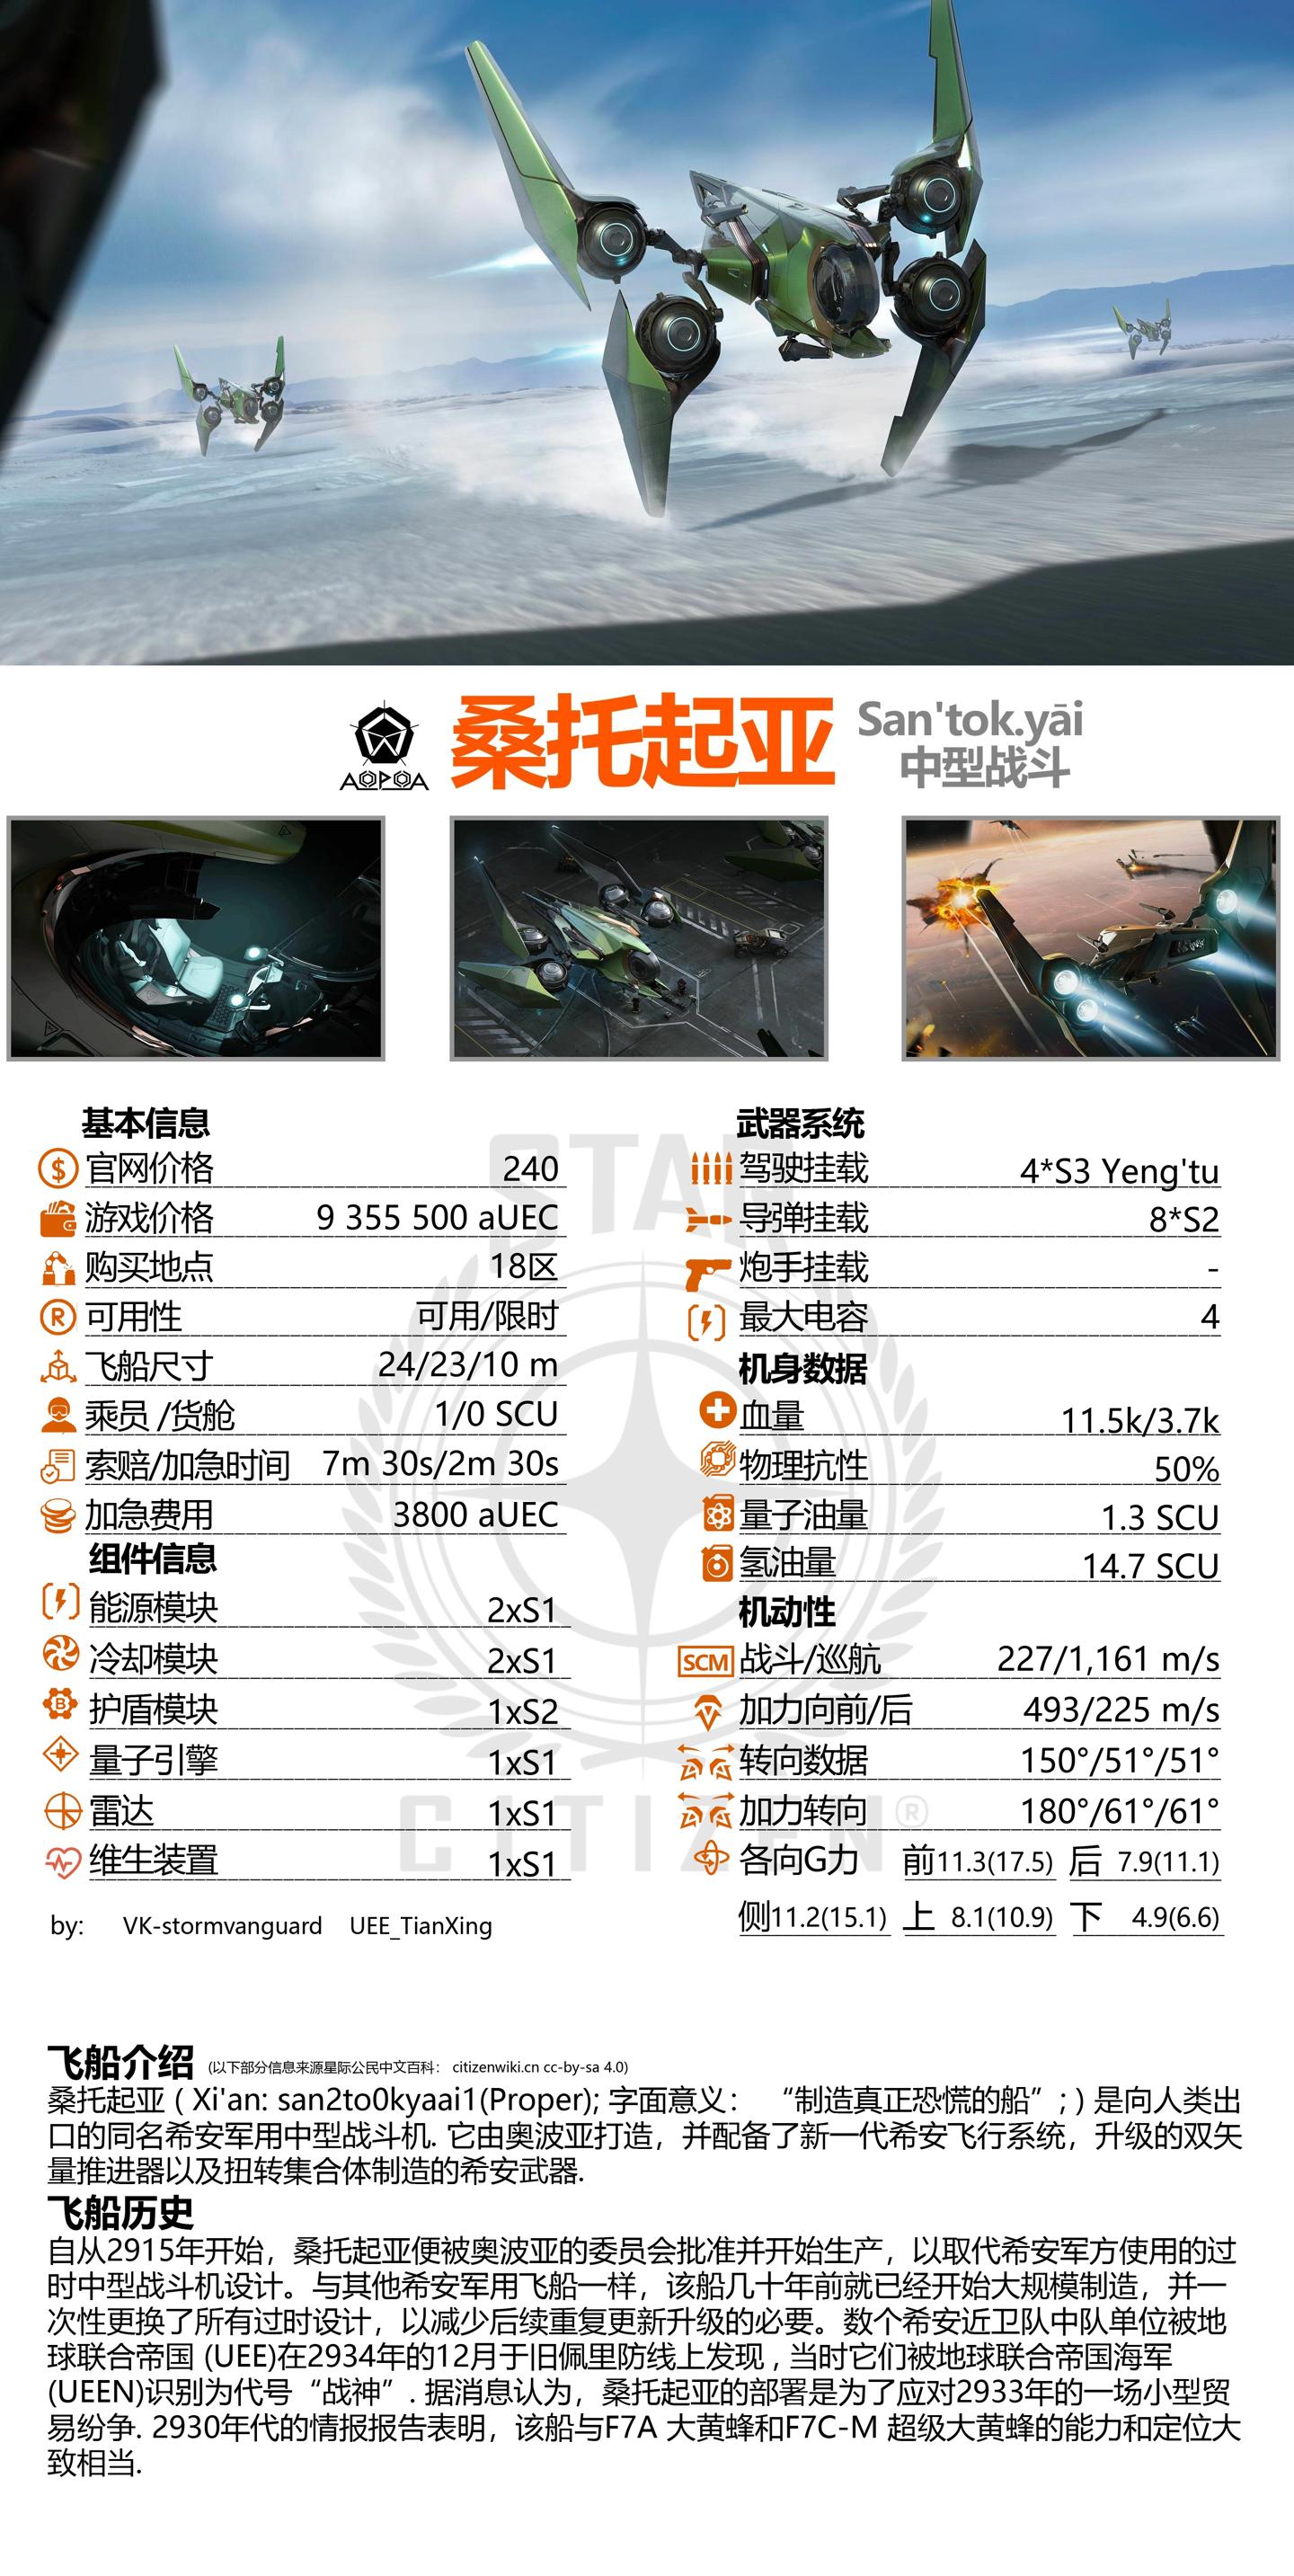 AOPOA
桑托起亚
San'tok.yāi
中型战斗
基本信息
官网价格 240
游戏价格 9 355 500 aUEC
购买地点 18区
可用性 可用/限时
飞船尺寸 24/23/10 m
乘员 /货舱 1/0 SCU
索赔/加急时间 7m 30s/2m 30s
加急费用 3800 aUEC
组件信息
能源模块 2xS1
冷却模块 2xS1
护盾模块 1xS2
量子引擎 1xS1
雷达 1xS1
维生装置 1xS1
by: VK-stormvanguard UEE_TianXing
武器系统
驾驶挂载 4*S3 Yeng'tu
导弹挂载 8*S2
炮手挂载 -
最大电容 4
机身数据
血量 11.5k/3.7k
物理抗性 50%
量子油量 1.3 SCU
氢油量 14.7 SCU
机动性
SCM 战斗/巡航 227/1,161 m/s
加力向前/后 493/225 m/s
转向数据 150°/51°/51°
加力转向 180°/61°/61°
各向G力 前11.3(17.5) 后 7.9(11.1)
侧11.2(15.1) 上 8.1(10.9) 下 4.9(6.6)
STAR
CITIZEN®
飞船介绍 (以下部分信息来源星际公民中文百科： citizenwiki.cn cc-by-sa 4.0)
桑托起亚 ( Xi'an: san2to0kyaai1(Proper); 字面意义： “制造真正恐慌的船” ; ) 是向人类出
口的同名希安军用中型战斗机. 它由奥波亚打造，并配备了新一代希安飞行系统，升级的双矢
量推进器以及扭转集合体制造的希安武器.
飞船历史
自从2915年开始，桑托起亚便被奥波亚的委员会批准并开始生产，以取代希安军方使用的过
时中型战斗机设计。与其他希安军用飞船一样，该船几十年前就已经开始大规模制造，并一
次性更换了所有过时设计，以减少后续重复更新升级的必要。数个希安近卫队中队单位被地
球联合帝国 (UEE)在2934年的12月于旧佩里防线上发现 , 当时它们被地球联合帝国海军
(UEEN)识别为代号“战神” . 据消息认为，桑托起亚的部署是为了应对2933年的一场小型贸
易纷争. 2930年代的情报报告表明，该船与F7A 大黄蜂和F7C-M 超级大黄蜂的能力和定位大
致相当.